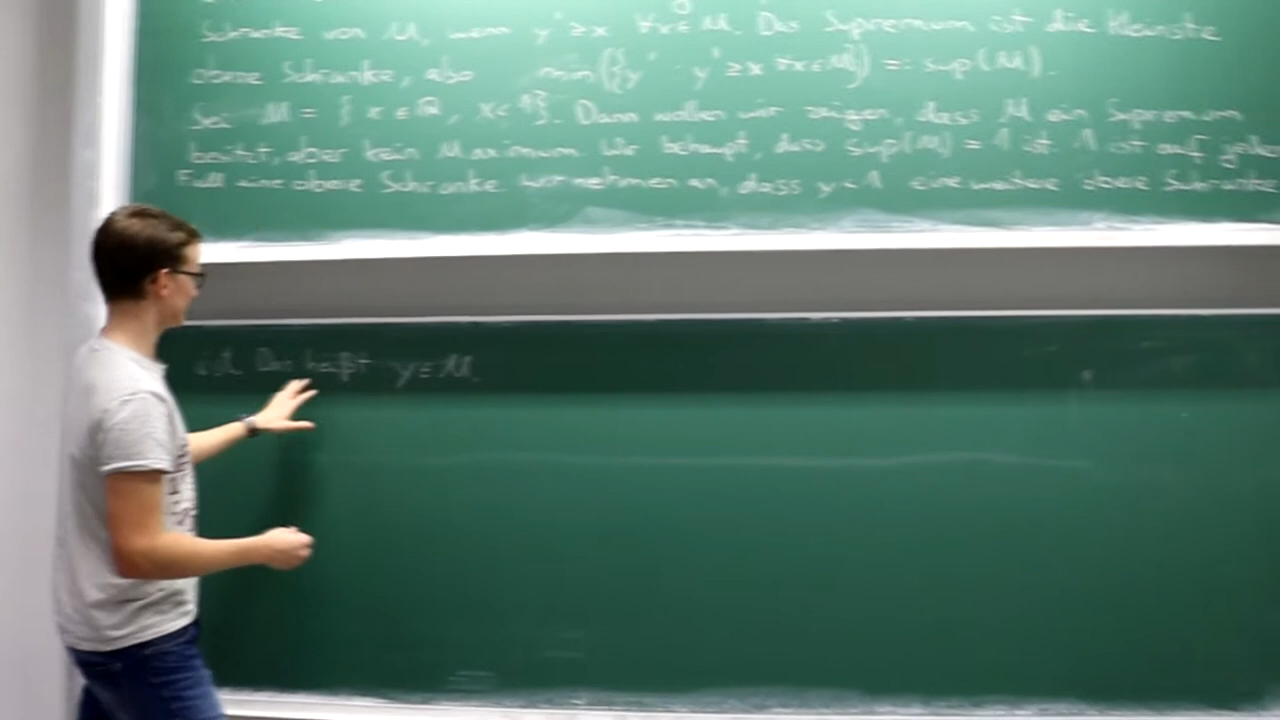 Schranke von M, wenn y' ≥ x ∀x∈M. Das Supremum ist die kleinste
obere Schranke, also min({y' y' ≥ x ∀x∈M}) =: sup(M).
Sei M = { x ∈ ℝ, x < 1}. Dann wollen wir zeigen, dass M ein Supremum
besitzt, aber kein Maximum. Wir behaupt, dass sup(M) = 1 ist. 1 ist auf
Fall eine obere Schranke wir nehmen an, dass y < 1 eine weitere obere Schranke
ist. Das heißt y ∈ M.